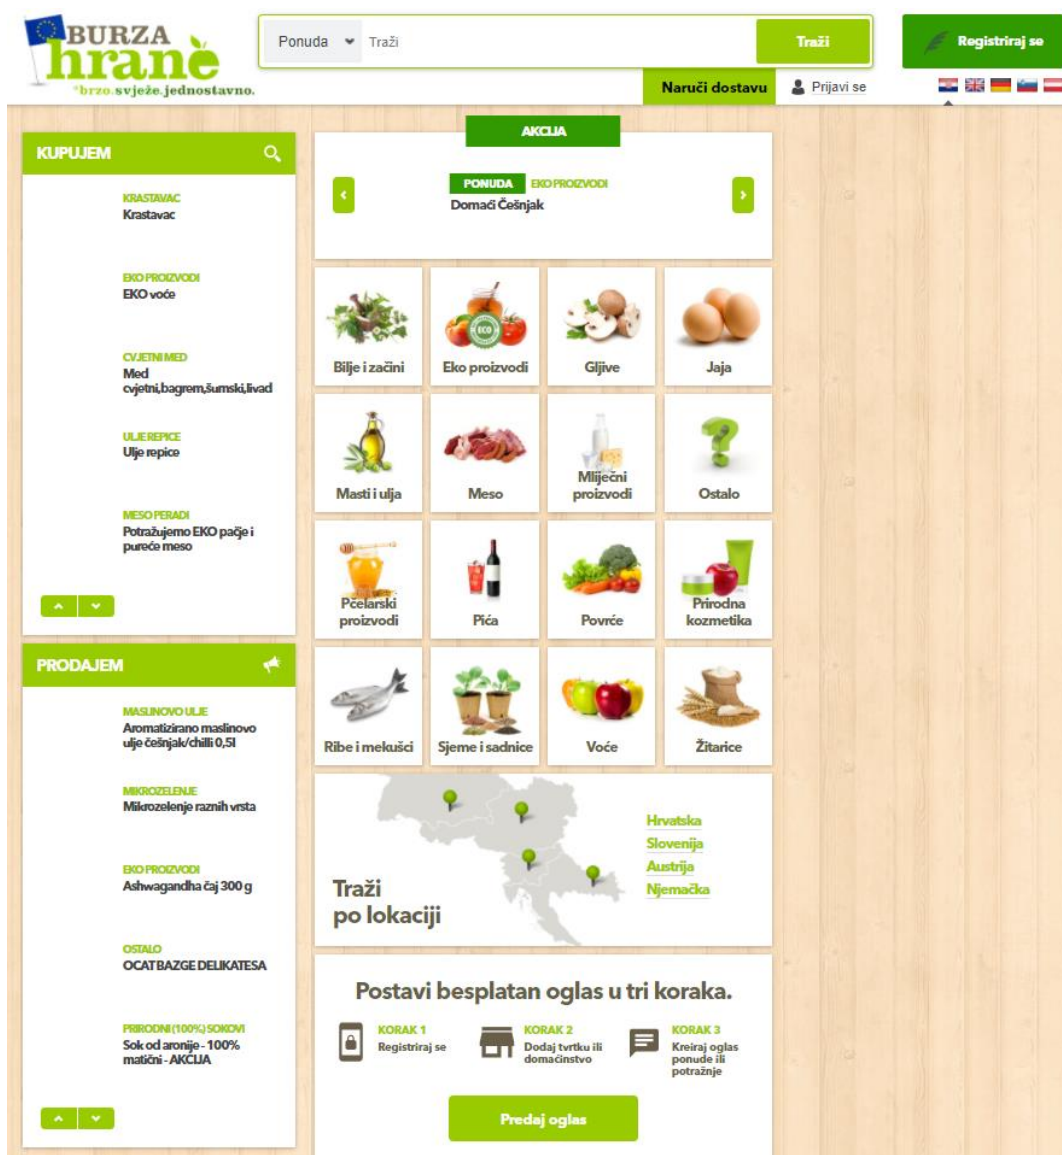 BURZA
hrane
*brzo.svježe.jednostavno.
Ponuda
Traži
Traži
Registriraj se
Naruči dostavu
Prijavi se
KUPUJEM
KRASTAVAC
Krastavac
EKO PROIZVODI
EKO voće
CVJETNI MED
Med
cvjetni,bagrem,šumski,livad
ULJE REPICE
Ulje repice
MESO PERADI
Potražujemo EKO pačje i
pureće meso
PRODAJEM
MASLINOVO ULJE
Aromatizirano maslinovo
ulje češnjak/chilli 0,5l
MIKROZELENJE
Mikrozelenje raznih vrsta
EKO PROIZVODI
Ashwagandha čaj 300 g
OSTALO
OCAT BAZGE DELIKATESA
PRIRODNI (100%) SOKOVI
Sok od aronije - 100%
matični - AKCIJA
AKCIJA
PONUDA EKO PROIZVODI
Domaći Češnjak
Bilje i začini
Eko proizvodi
ECO
Gljive
Jaja
Masti i ulja
Meso
Mliječni
proizvodi
Ostalo
Pčelarski
proizvodi
Pića
Povrće
Prirodna
kozmetika
Ribe i mekušci
Sjeme i sadnice
Voće
Žitarice
Traži
po lokaciji
Hrvatska
Slovenija
Austrija
Njemačka
Postavi besplatan oglas u tri koraka.
KORAK 1
Registriraj se
KORAK 2
Dodaj tvrtku ili
domaćinstvo
KORAK 3
Kreiraj oglas
ponude ili
potražnje
Predaj oglas